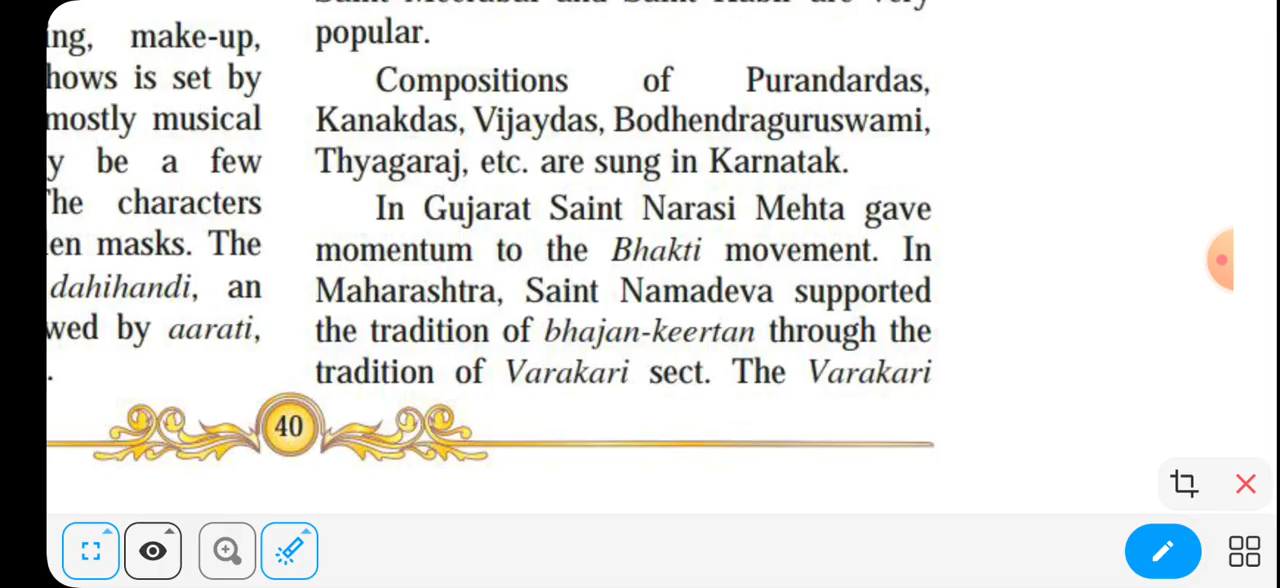 ing, make-up,
hows is set by
mostly musical
y be a few
he characters
en masks. The
dahihandi, an
wed by aarati,
.
popular.
Compositions of Purandardas,
Kanakdas, Vijaydas, Bodhendraguruswami,
Thyagaraj, etc. are sung in Karnatak.
In Gujarat Saint Narasi Mehta gave
momentum to the Bhakti movement. In
Maharashtra, Saint Namadeva supported
the tradition of bhajan-keertan through the
tradition of Varakari sect. The Varakari
40